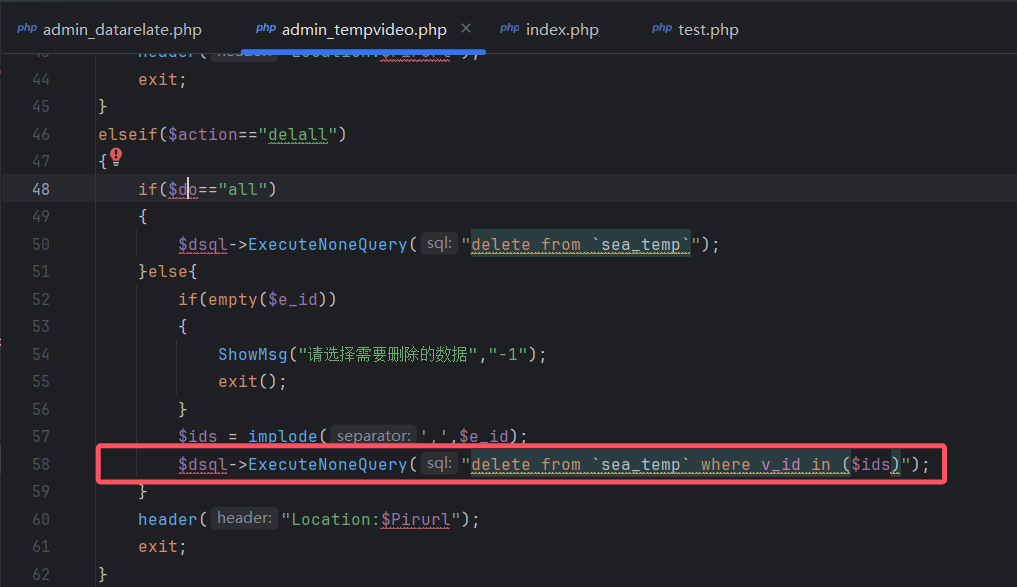 php admin_datarelate.php php admin_tempvideo.php × php index.php php test.php
43 header( header: "Location:$Pirurl");
44 exit;
45 }
46 elseif($action=="delall")
47 {
48 if($do=="all")
49 {
50 $dsql->ExecuteNoneQuery( sql: "delete from `sea_temp`");
51 }else{
52 if(empty($e_id))
53 {
54 ShowMsg("请选择需要删除的数据","-1");
55 exit();
56 }
57 $ids = implode( separator: ',',$e_id);
58 $dsql->ExecuteNoneQuery( sql: "delete from `sea_temp` where v_id in ($ids)");
59 }
60 header( header: "Location:$Pirurl");
61 exit;
62 }